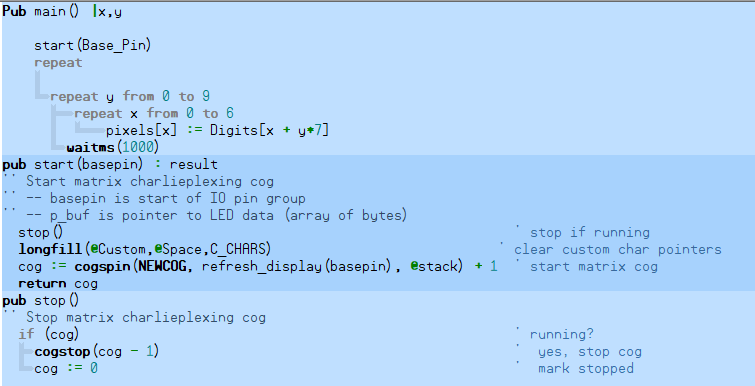 Pub main() |x,y
start(Base_Pin)
repeat
repeat y from 0 to 9
repeat x from 0 to 6
pixels[x] := Digits[x + y*7]
waitms(1000)
pub start(basepin) : result
'' Start matrix charlieplexing cog
'' -- basepin is start of IO pin group
'' -- p_buf is pointer to LED data (array of bytes)
stop() ' stop if running
longfill(@Custom,@Space,C_CHARS) ' clear custom char pointers
cog := cogspin(NEWCOG, refresh_display(basepin), @stack) + 1 ' start matrix cog
return cog
pub stop()
'' Stop matrix charlieplexing cog
if (cog) ' running?
cogstop(cog - 1) ' yes, stop cog
cog := 0 ' mark stopped